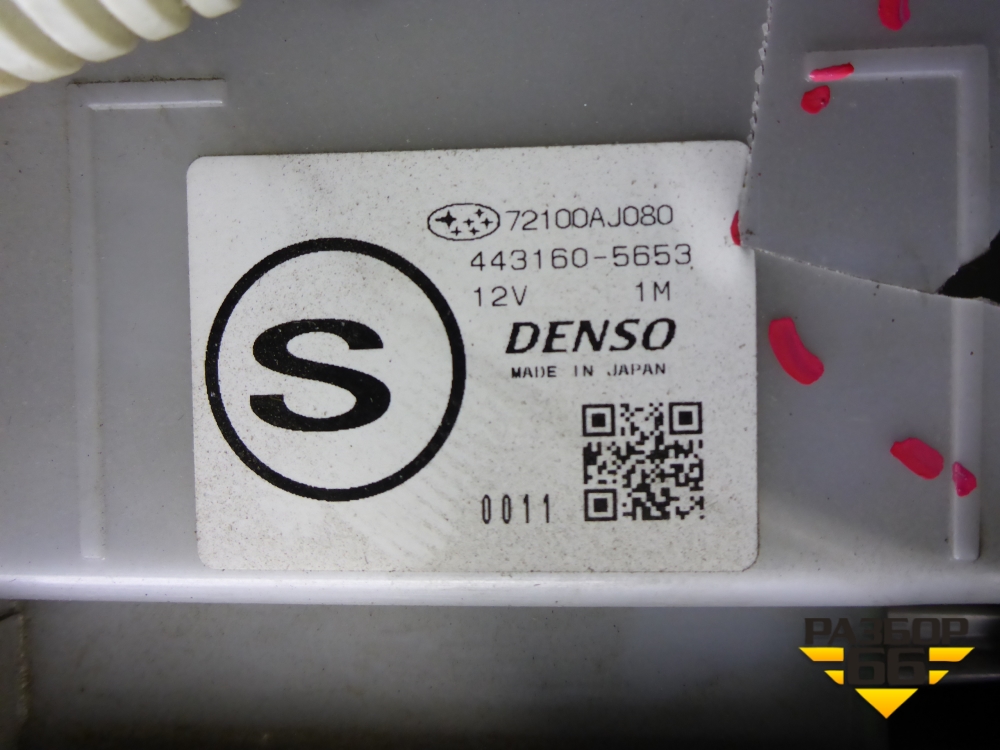 72100AJ080
443160-5653
12V 1M
DENSO
MADE IN JAPAN
S
0011
РАЗБОР
66